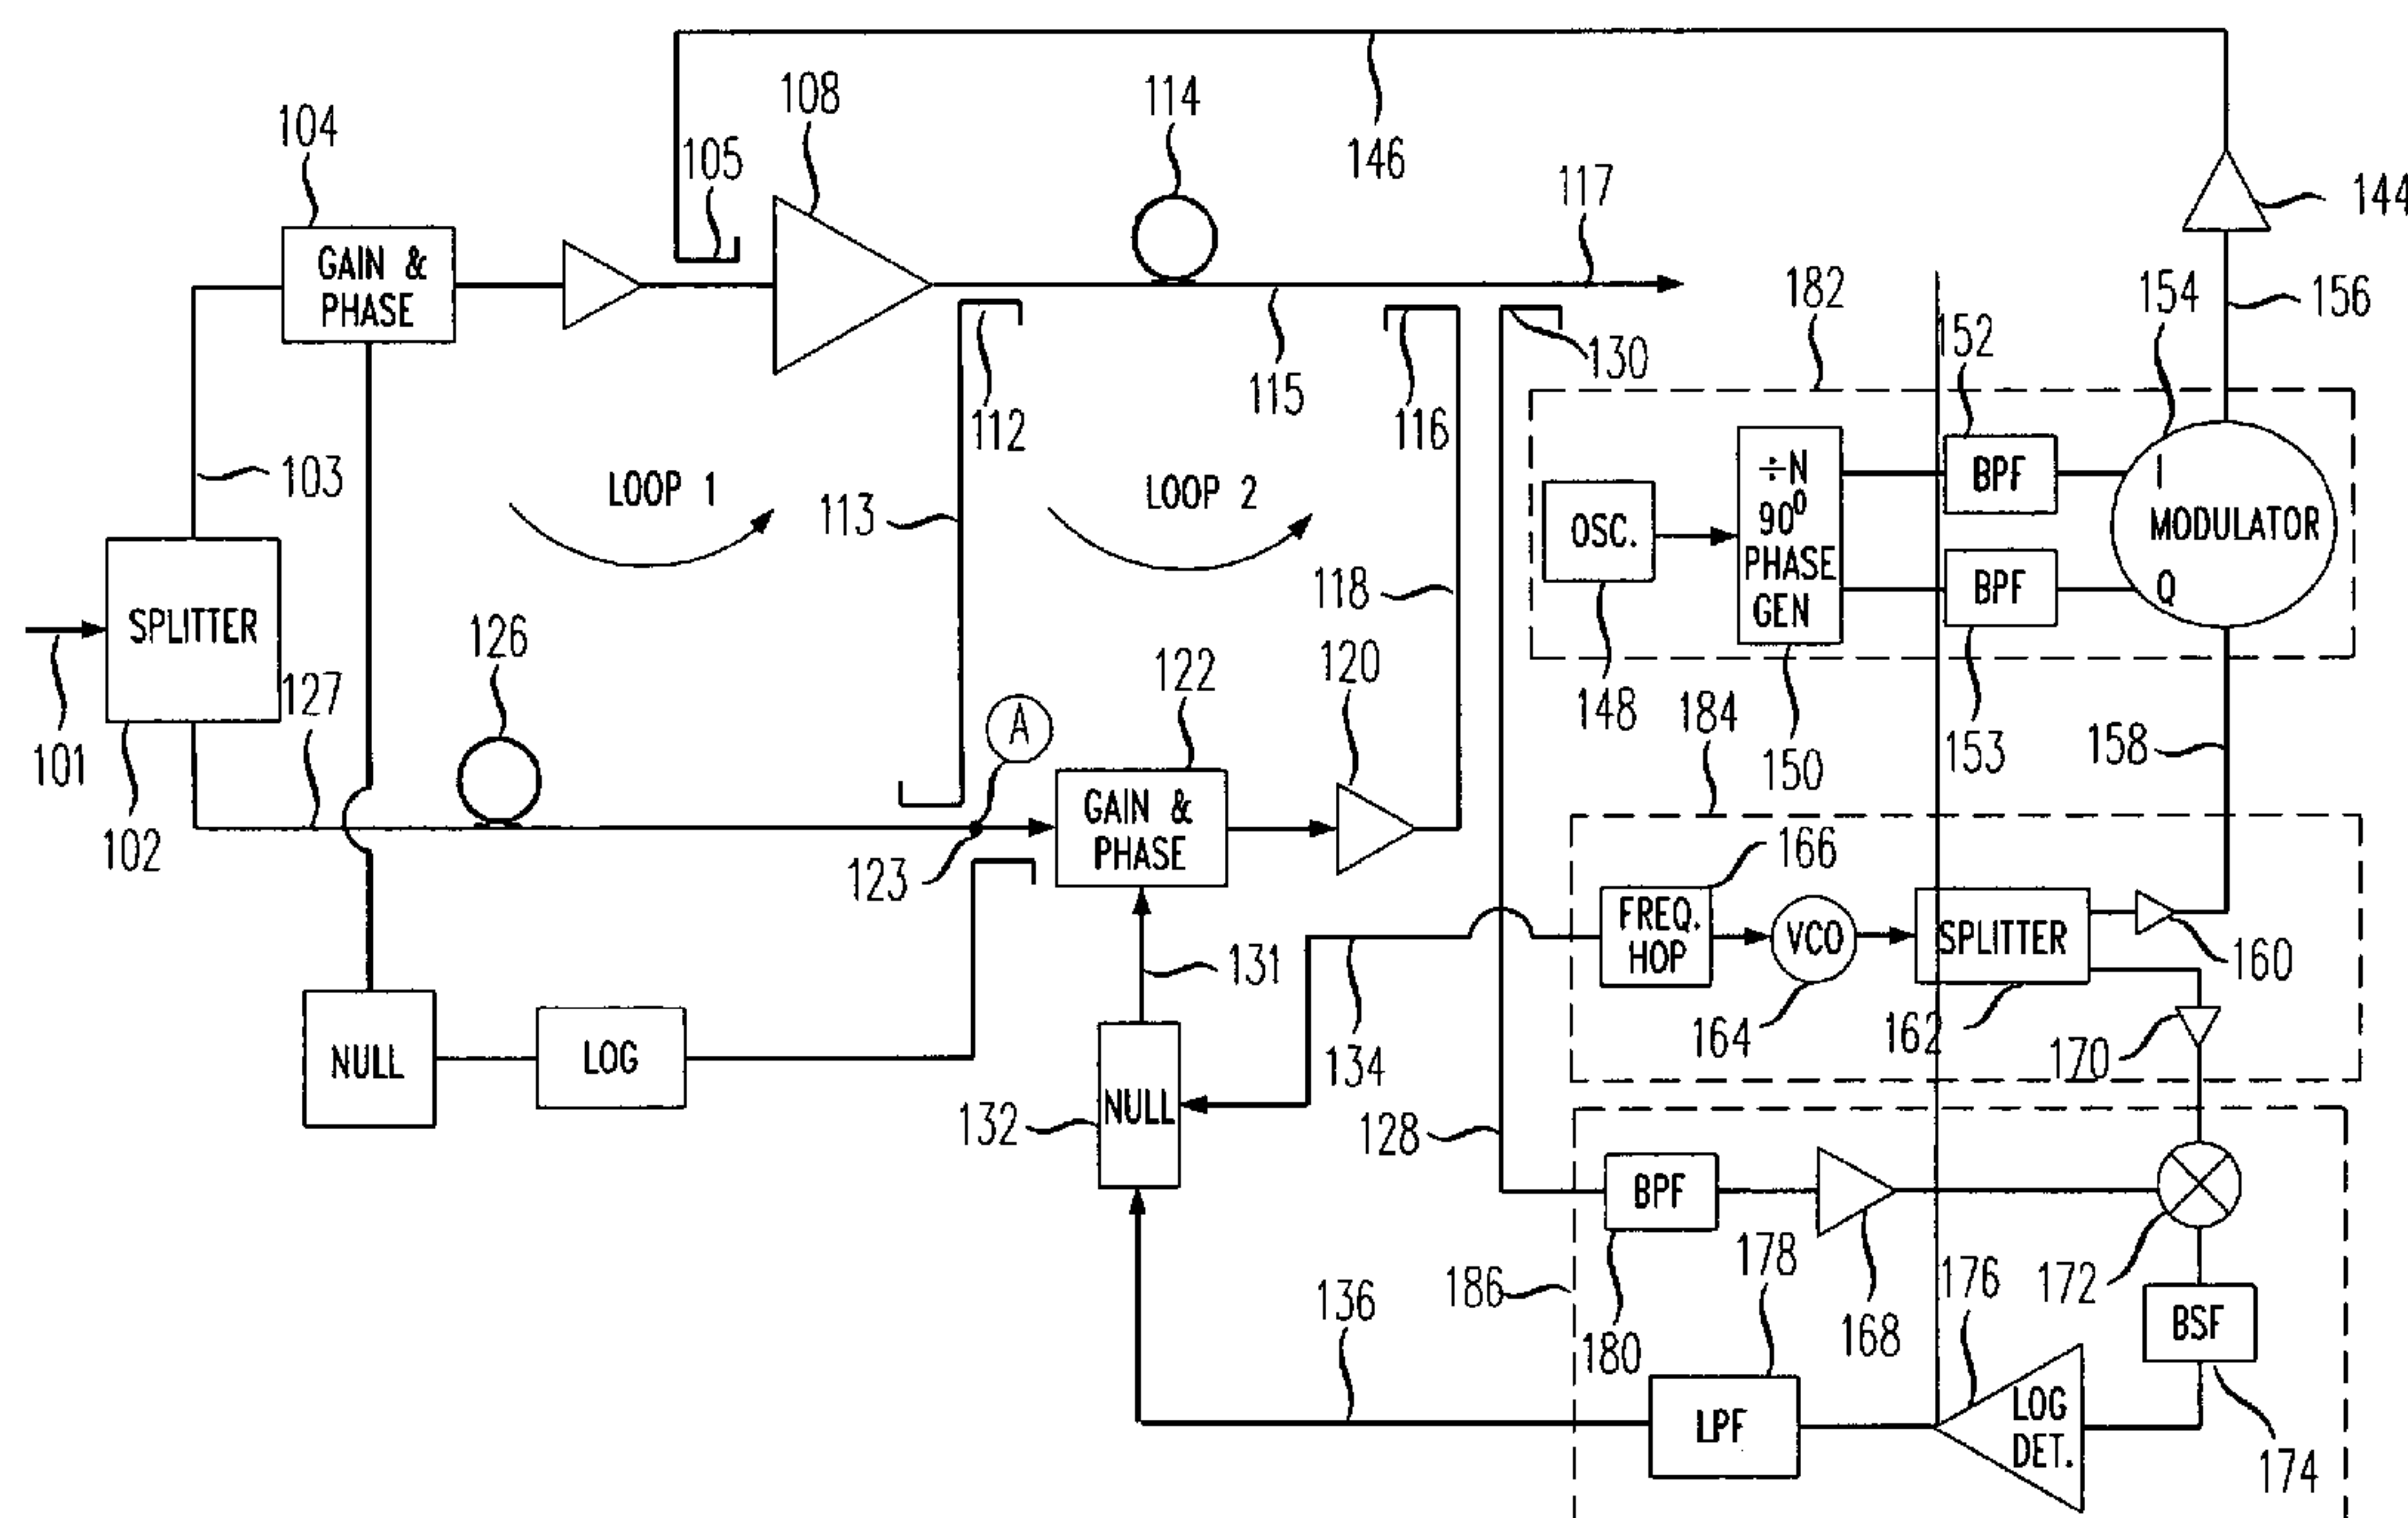 146
104
105
108
114
117
144
GAIN &
PHASE
182
154
156
152
130
115
112
116
103
LOOP 1
LOOP 2
113
÷N
90°
PHASE
GEN
OSC.
BPF
I
MODULATOR
Q
BPF
118
SPLITTER
101
102
127
126
A
123
122
120
148
184
150
153
158
GAIN &
PHASE
166
FREQ.
HOP
VCO
SPLITTER
160
131
134
164
162
170
NULL
LOG
132
NULL
128
BPF
186
180
178
168
172
176
136
LPF
LOG
DET.
BSF
174